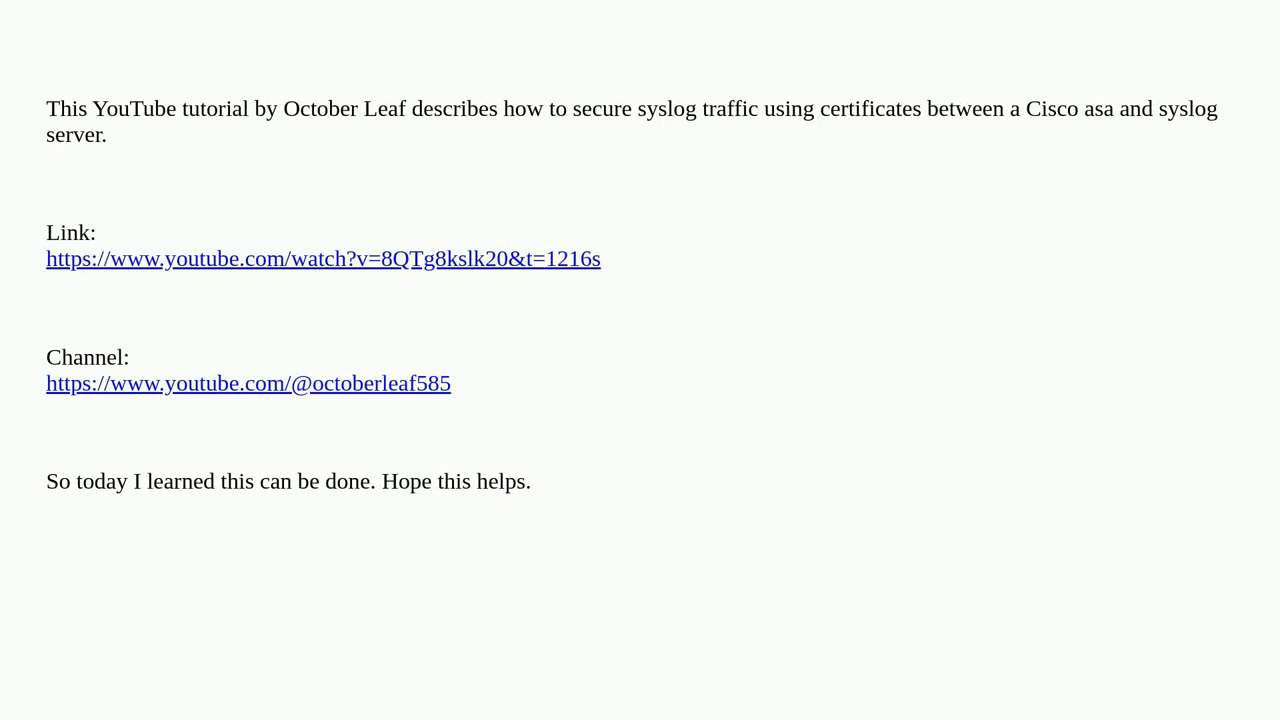 This YouTube tutorial by October Leaf describes how to secure syslog traffic using certificates between a Cisco asa and syslog
server.
Link:
https://www.youtube.com/watch?v=8QTg8kslk20&t=1216s
Channel:
https://www.youtube.com/@octoberleaf585
So today I learned this can be done. Hope this helps.